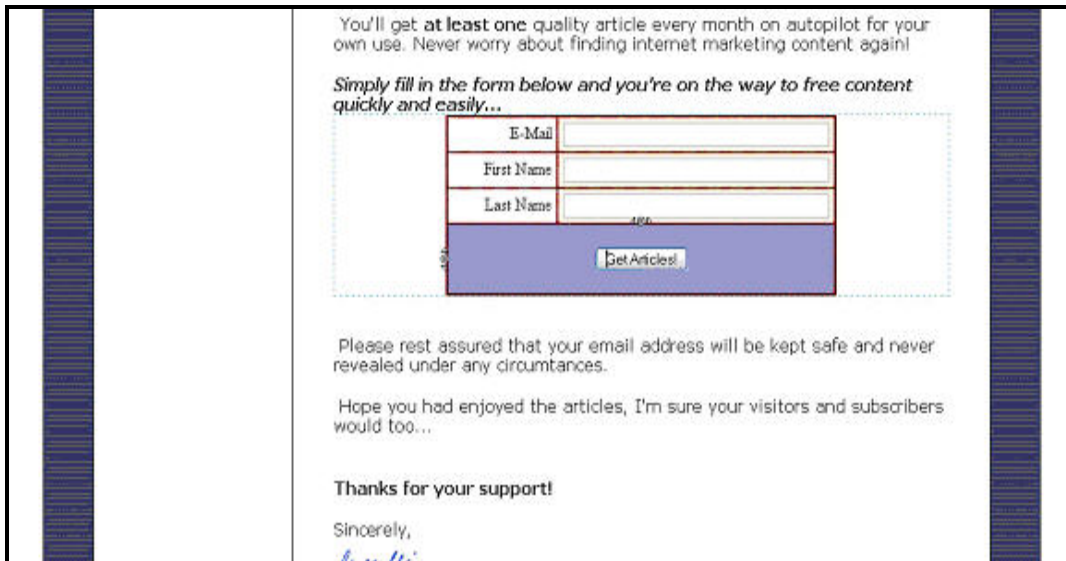 You'll get at least one quality article every month on autopilot for your
own use. Never worry about finding internet marketing content again!
Simply fill in the form below and you're on the way to free content
quickly and easily...
E-Mail
First Name
Last Name
Get Articles!
Please rest assured that your email address will be kept safe and never
revealed under any circumtances.
Hope you had enjoyed the articles, I'm sure your visitors and subscribers
would too...
Thanks for your support!
Sincerely,